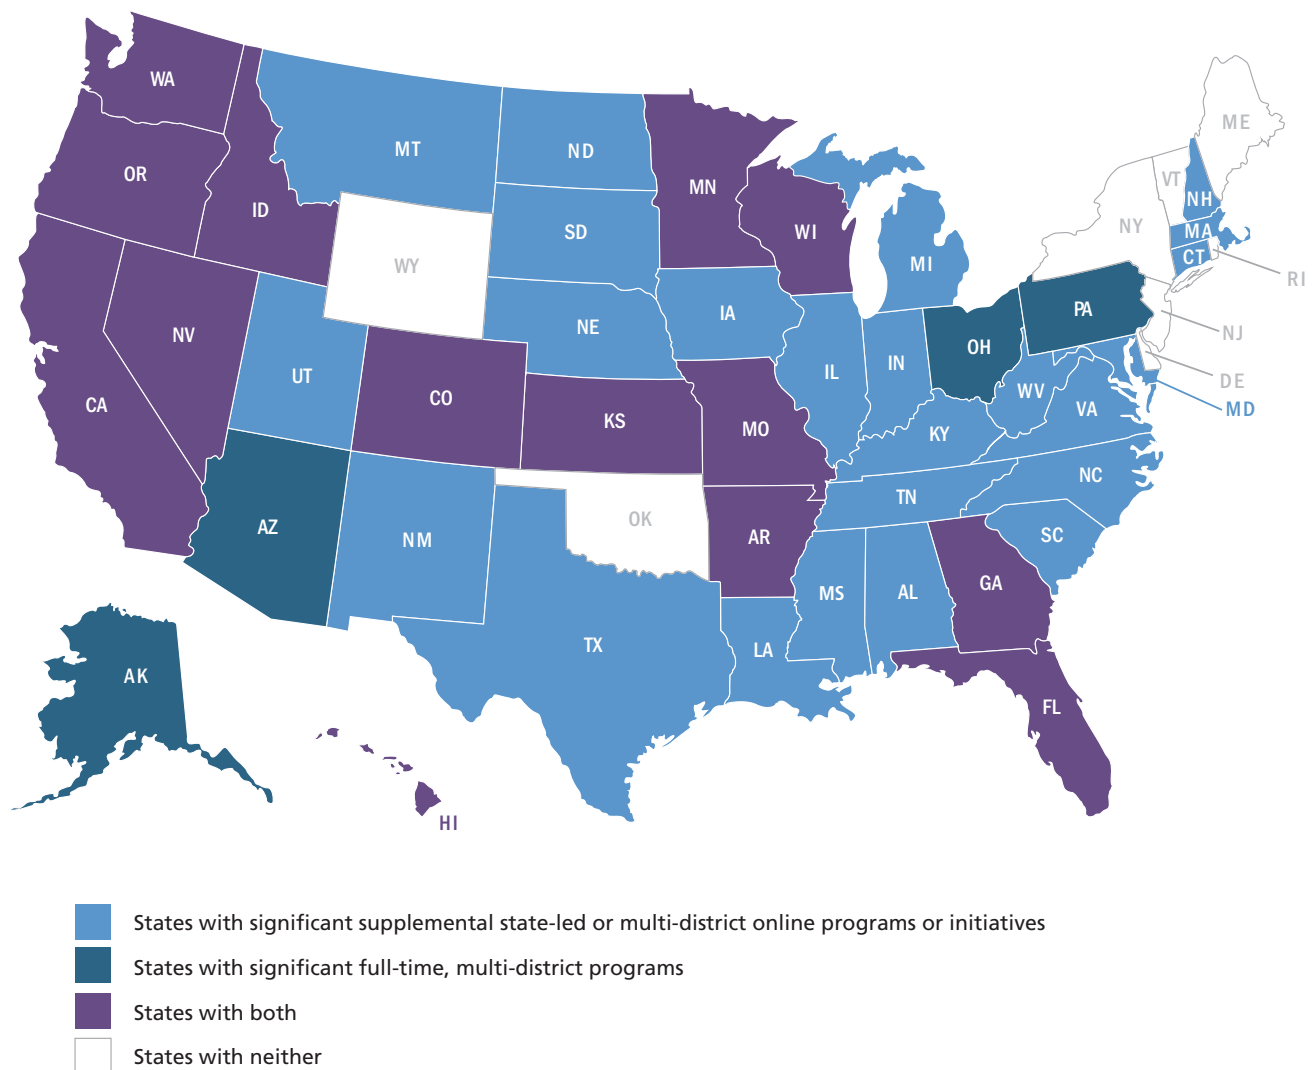 WA
MT
ND
MN
ME
OR
ID
SD
WI
VT
NH
NY
MA
CT
RI
WY
MI
NV
NE
IA
PA
NJ
UT
CO
IL
IN
OH
DE
MD
CA
KS
MO
WV
VA
KY
AZ
NM
OK
AR
TN
NC
SC
MS
AL
GA
TX
LA
FL
AK
HI
States with significant supplemental state-led or multi-district online programs or initiatives
States with significant full-time, multi-district programs
States with both
States with neither